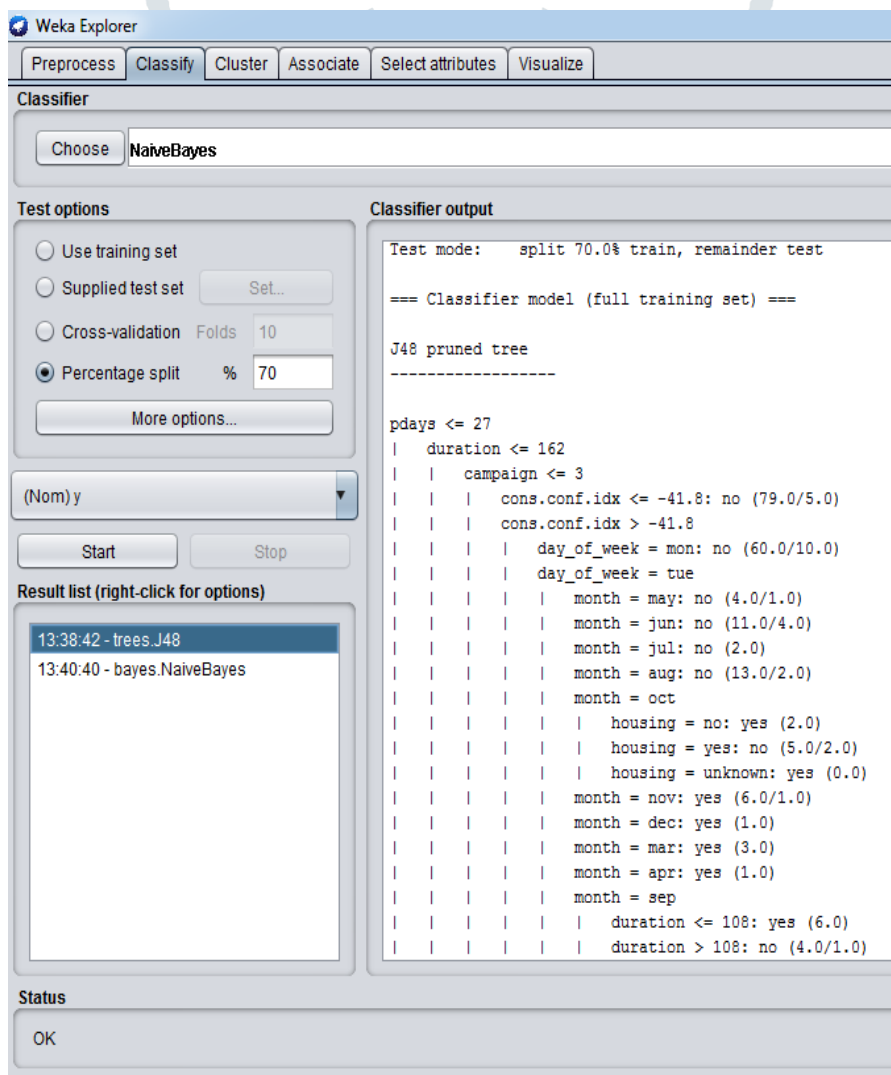 Weka Explorer
Preprocess Classify Cluster Associate Select attributes Visualize
Classifier
Choose NaiveBayes
Test options
Use training set
Supplied test set Set...
Cross-validation Folds 10
Percentage split % 70
More options...
(Nom) y
Start Stop
Result list (right-click for options)
13:38:42 - trees.J48
13:40:40 - bayes.NaiveBayes
Classifier output
Test mode:    split 70.0% train, remainder test
=== Classifier model (full training set) ===
J48 pruned tree
------------------
pdays <= 27
|   duration <= 162
|   |   campaign <= 3
|   |   |   cons.conf.idx <= -41.8: no (79.0/5.0)
|   |   |   cons.conf.idx > -41.8
|   |   |   |   day_of_week = mon: no (60.0/10.0)
|   |   |   |   day_of_week = tue
|   |   |   |   |   month = may: no (4.0/1.0)
|   |   |   |   |   month = jun: no (11.0/4.0)
|   |   |   |   |   month = jul: no (2.0)
|   |   |   |   |   month = aug: no (13.0/2.0)
|   |   |   |   |   month = oct
|   |   |   |   |   |   housing = no: yes (2.0)
|   |   |   |   |   |   housing = yes: no (5.0/2.0)
|   |   |   |   |   |   housing = unknown: yes (0.0)
|   |   |   |   |   month = nov: yes (6.0/1.0)
|   |   |   |   |   month = dec: yes (1.0)
|   |   |   |   |   month = mar: yes (3.0)
|   |   |   |   |   month = apr: yes (1.0)
|   |   |   |   |   month = sep
|   |   |   |   |   |   duration <= 108: yes (6.0)
|   |   |   |   |   |   duration > 108: no (4.0/1.0)
Status
OK